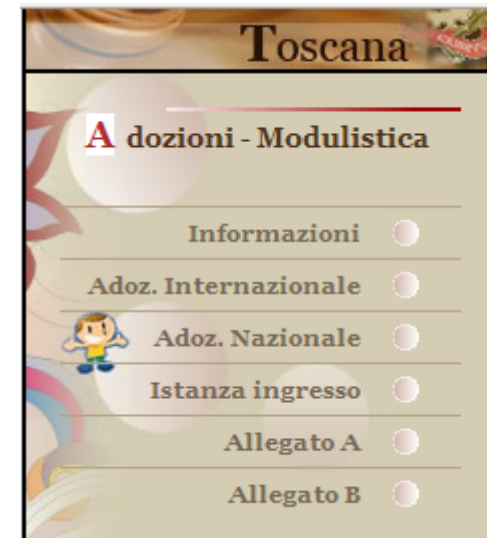 Toscana
A dozioni - Modulistica
Informazioni
Adoz. Internazionale
Adoz. Nazionale
Istanza ingresso
Allegato A
Allegato B